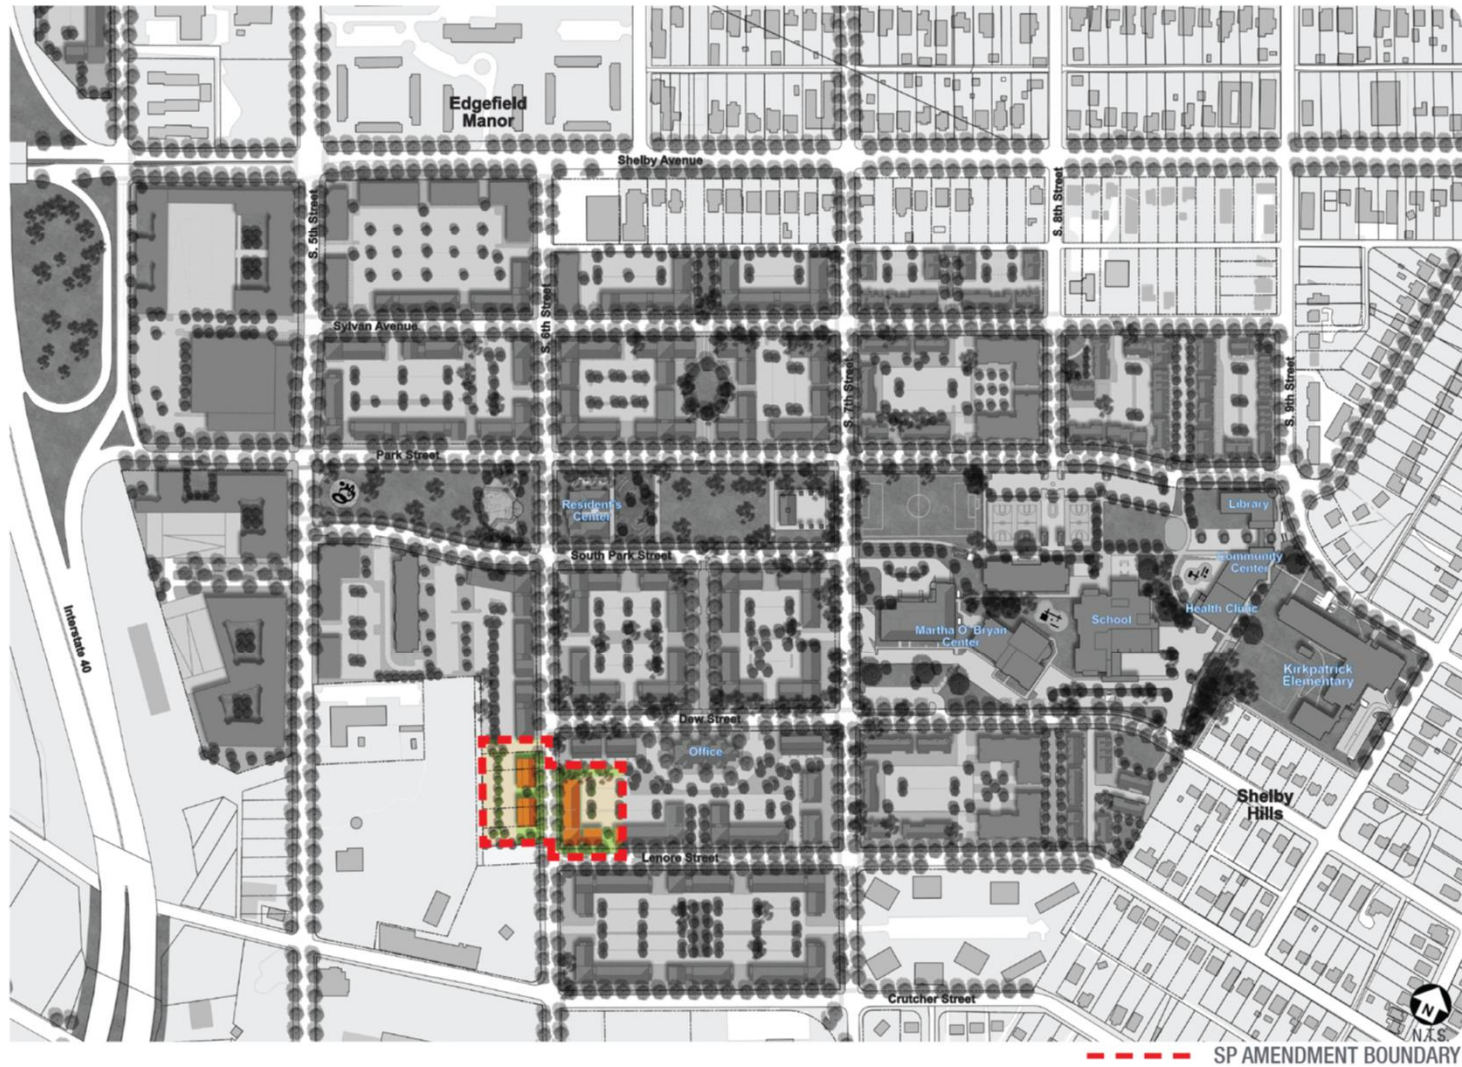 Edgefield
Manor
Shelby Avenue
S. 5th Street
S. 8th Street
S. 6th Street
Sylvan Avenue
S. 7th Street
S. 9th Street
Park Street
Resident's
Center
Library
South Park Street
Community
Center
Interstate 40
Health Clinic
School
Martha O'Bryan
Center
Kirkpatrick
Elementary
Dew Street
Office
Shelby
Hills
Lenore Street
Crutcher Street
N
N.T.S.
SP AMENDMENT BOUNDARY